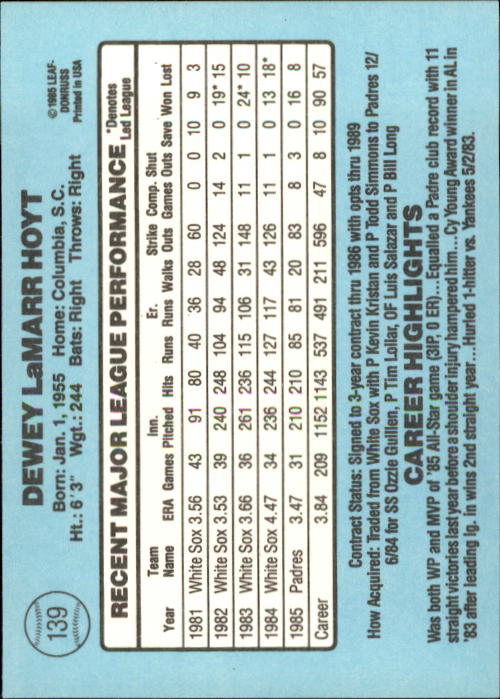 139
DEWEY LaMARR HOYT
©1985 LEAF-
DONRUSS
Printed in USA
Born: Jan. 1, 1955 Home: Columbia, S.C.
Ht.: 6'3" Wgt.: 244 Bats: Right Throws: Right
RECENT MAJOR LEAGUE PERFORMANCE *Denotes Led League
Team Inn. Er. Strike Comp. Shut
Year Name ERA Games Pitched Hits Runs Runs Walks Outs Games Outs Save Won Lost
1981 White Sox 3.56 43 91 80 40 36 28 60 0 0 10 9 3
1982 White Sox 3.53 39 240 248 104 94 48 124 14 2 0 19* 15
1983 White Sox 3.66 36 261 236 115 106 31 148 11 1 0 24* 10
1984 White Sox 4.47 34 236 244 127 117 43 126 11 1 0 13 18*
1985 Padres 3.47 31 210 210 85 81 20 83 8 3 0 16 8
Career 3.84 209 1152 1143 537 491 211 596 47 8 10 90 57
Contract Status: Signed to 3-year contract thru 1986 with opts thru 1989
How Acquired: Traded from White Sox with P Kevin Kristan and P Todd Simmons to Padres 12/
6/84 for SS Ozzie Guillen, P Tim Lollar, OF Luis Salazar and P Bill Long
CAREER HIGHLIGHTS
Was both WP and MVP of '85 All-Star game (3IP, 0 ER)...Equalled a Padre club record with 11
straight victories last year before a shoulder injury hampered him...Cy Young Award winner in AL in
'83 after leading lg. in wins 2nd straight year...Hurled 1-hitter vs. Yankees 5/2/83.